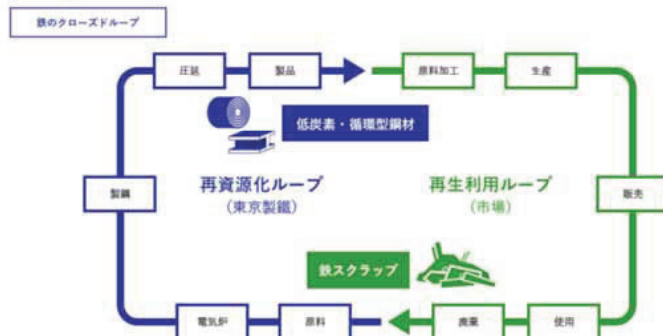 鉄のクローズドループ
圧延
製品
原料加工
生産
低炭素・循環型鋼材
製鋼
再資源化ループ
（東京製鐵）
再生利用ループ
（市場）
販売
鉄スクラップ
電気炉
原料
廃棄
使用